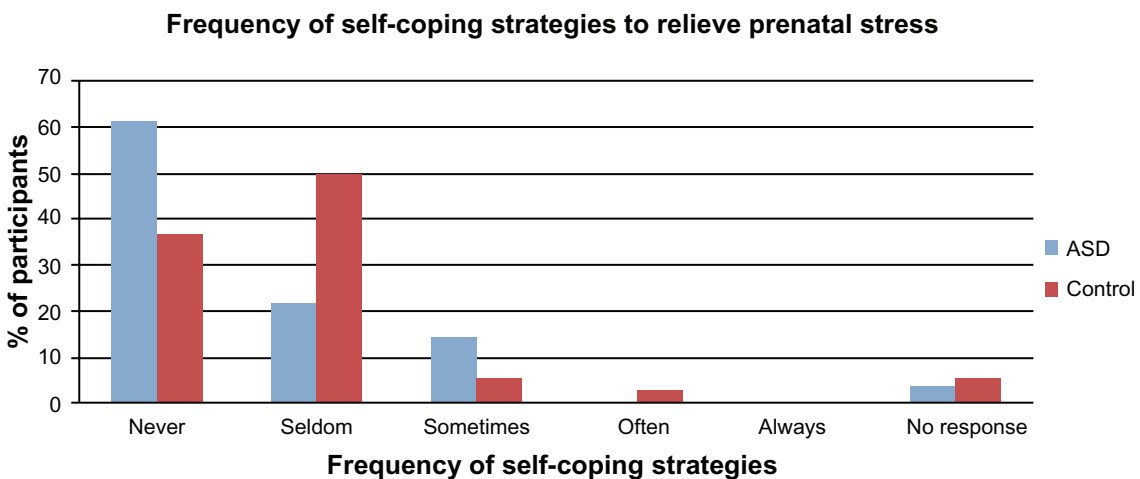 Frequency of self-coping strategies to relieve prenatal stress
% of participants
70
60
50
40
30
20
10
0
Never Seldom Sometimes Often Always No response
Frequency of self-coping strategies
ASD
Control